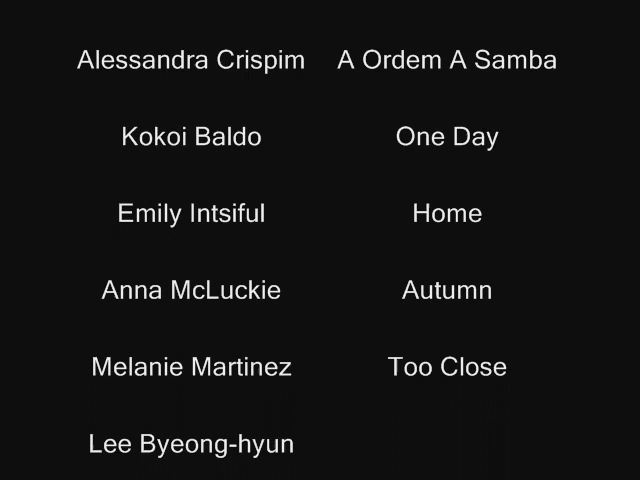 Alessandra Crispim A Ordem A Samba
Kokoi Baldo One Day
Emily Intsiful Home
Anna McLuckie Autumn
Melanie Martinez Too Close
Lee Byeong-hyun